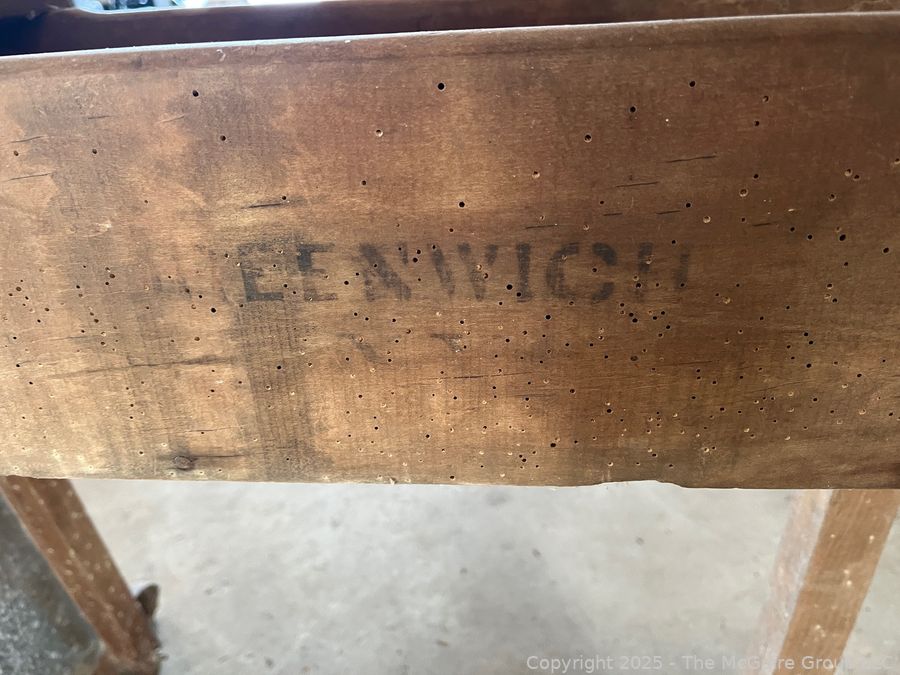 EENWICH
Copyright © 2025 - The McGuire Group LLC